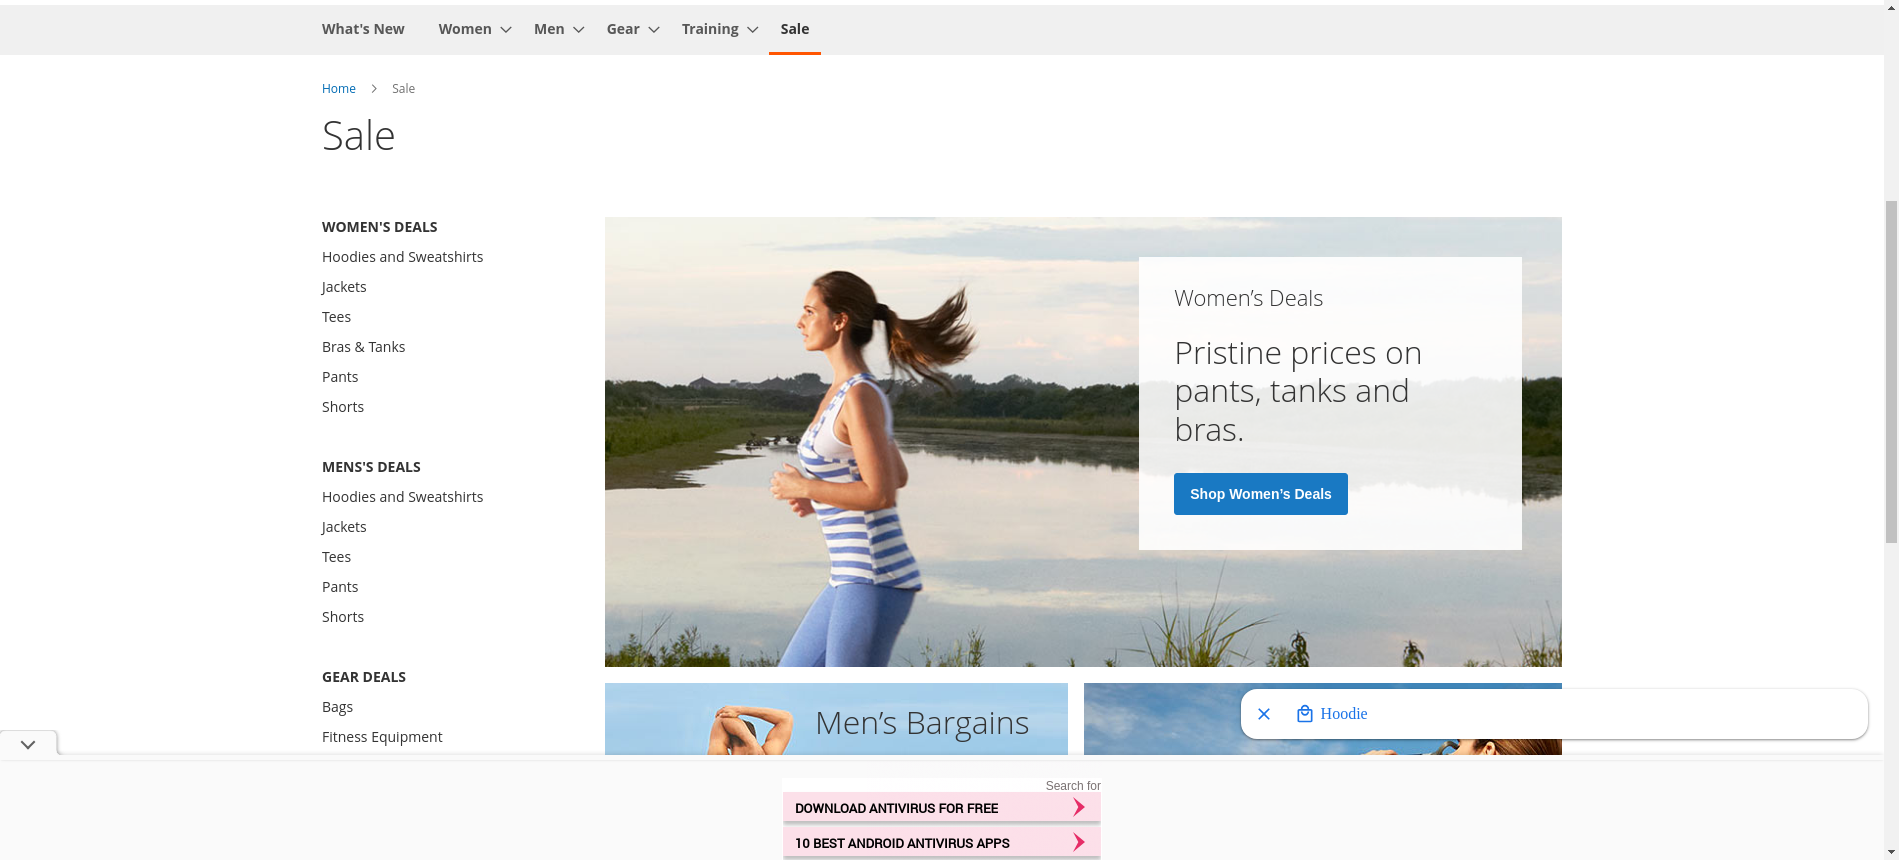 What's New
Women
Men
Gear
Training
Sale
Home
Sale
Sale
WOMEN'S DEALS
Hoodies and Sweatshirts
Jackets
Tees
Bras & Tanks
Pants
Shorts
MENS'S DEALS
Hoodies and Sweatshirts
Jackets
Tees
Pants
Shorts
GEAR DEALS
Bags
Fitness Equipment
Women’s Deals
Pristine prices on
pants, tanks and
bras.
Shop Women’s Deals
Men’s Bargains
Hoodie
Search for
DOWNLOAD ANTIVIRUS FOR FREE
10 BEST ANDROID ANTIVIRUS APPS